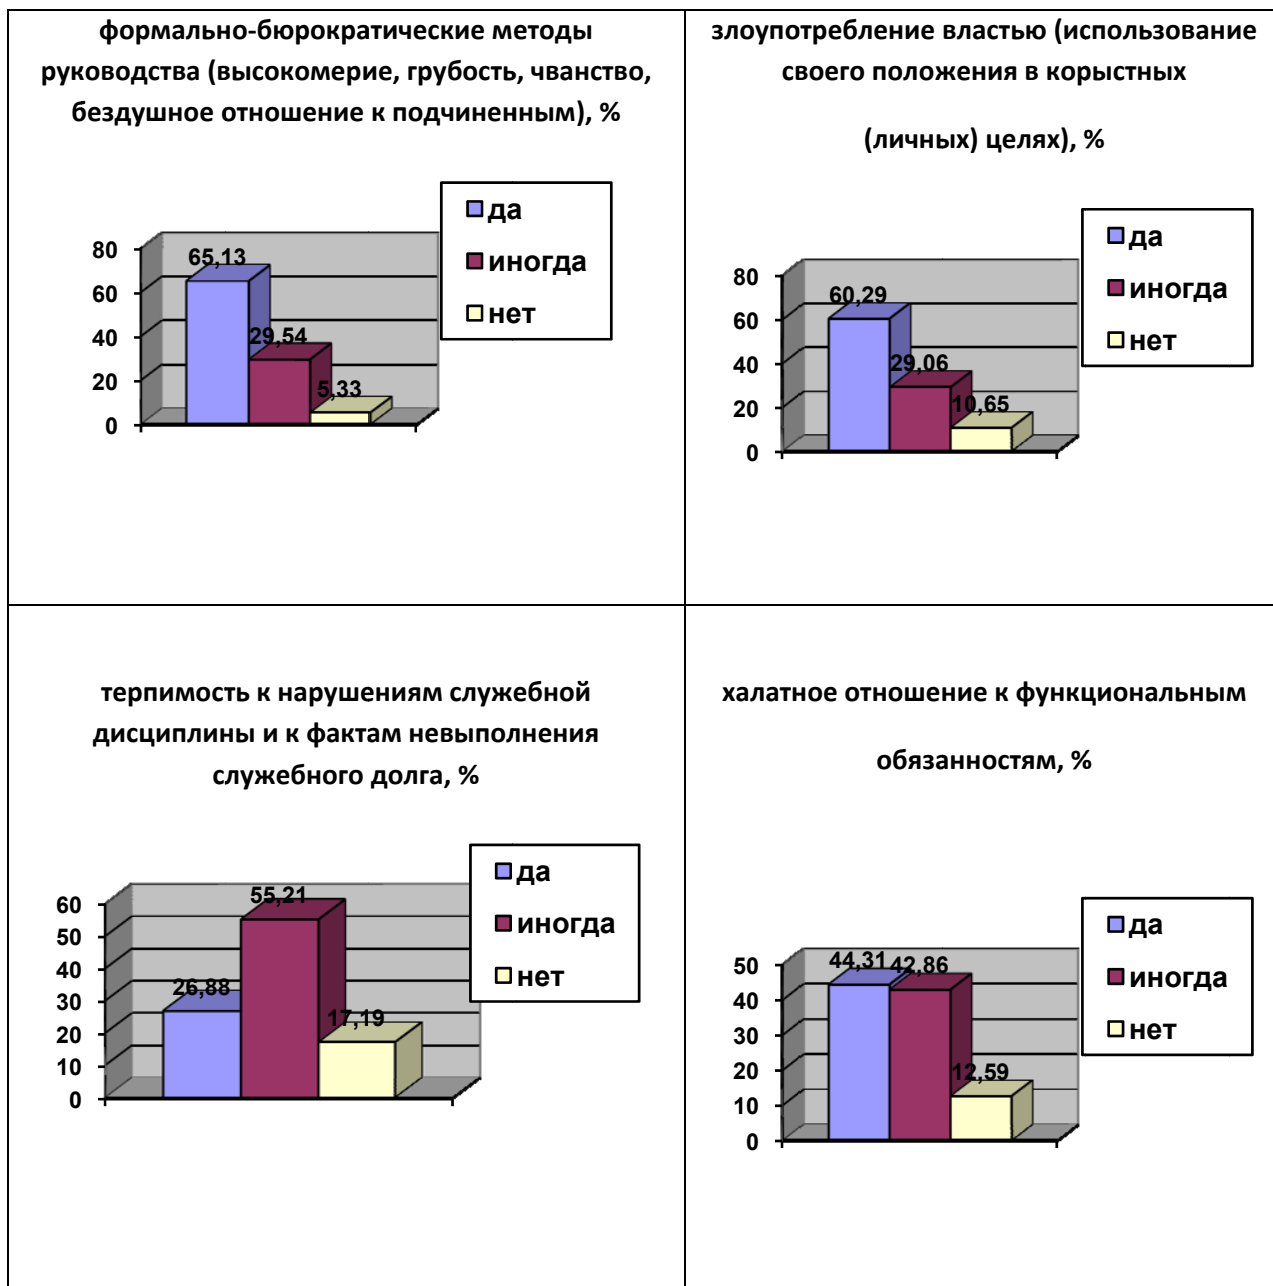 формально-бюрократические методы
руководства (высокомерие, грубость, чванство,
бездушное отношение к подчиненным), %
да
иногда
нет
80
60
40
20
0
65,13
29,54
5,33
злоупотребление властью (использование
своего положения в корыстных
(личных) целях), %
да
иногда
нет
80
60
40
20
0
60,29
29,06
10,65
терпимость к нарушениям служебной
дисциплины и к фактам невыполнения
служебного долга, %
да
иногда
нет
60
50
40
30
20
10
0
26,88
55,21
17,19
халатное отношение к функциональным
обязанностям, %
да
иногда
нет
50
40
30
20
10
0
44,31
42,86
12,59